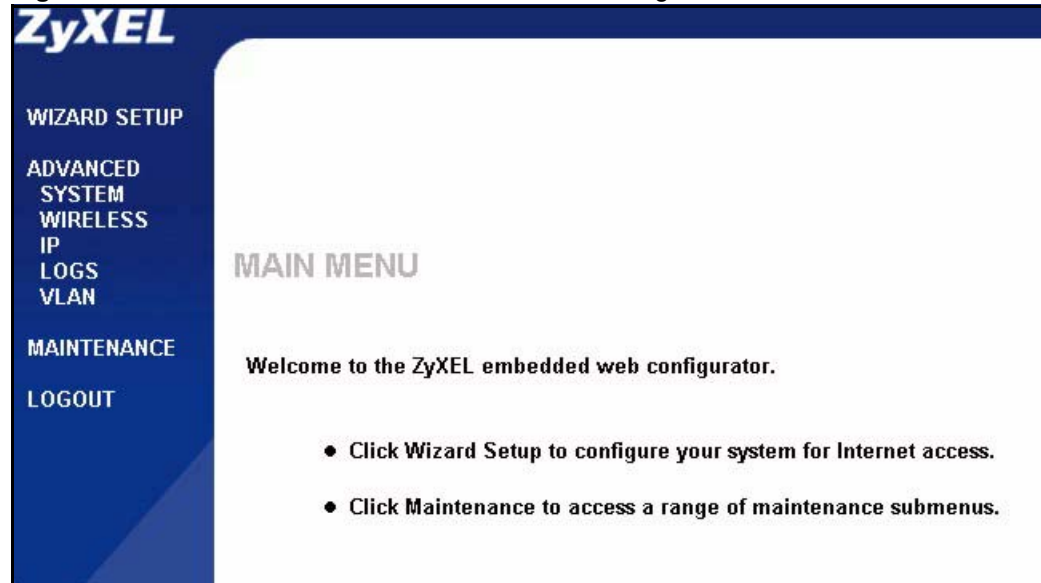 ZyXEL
WIZARD SETUP
ADVANCED
SYSTEM
WIRELESS
IP
LOGS
VLAN
MAINTENANCE
LOGOUT
MAIN MENU
Welcome to the ZyXEL embedded web configurator.
● Click Wizard Setup to configure your system for Internet access.
● Click Maintenance to access a range of maintenance submenus.